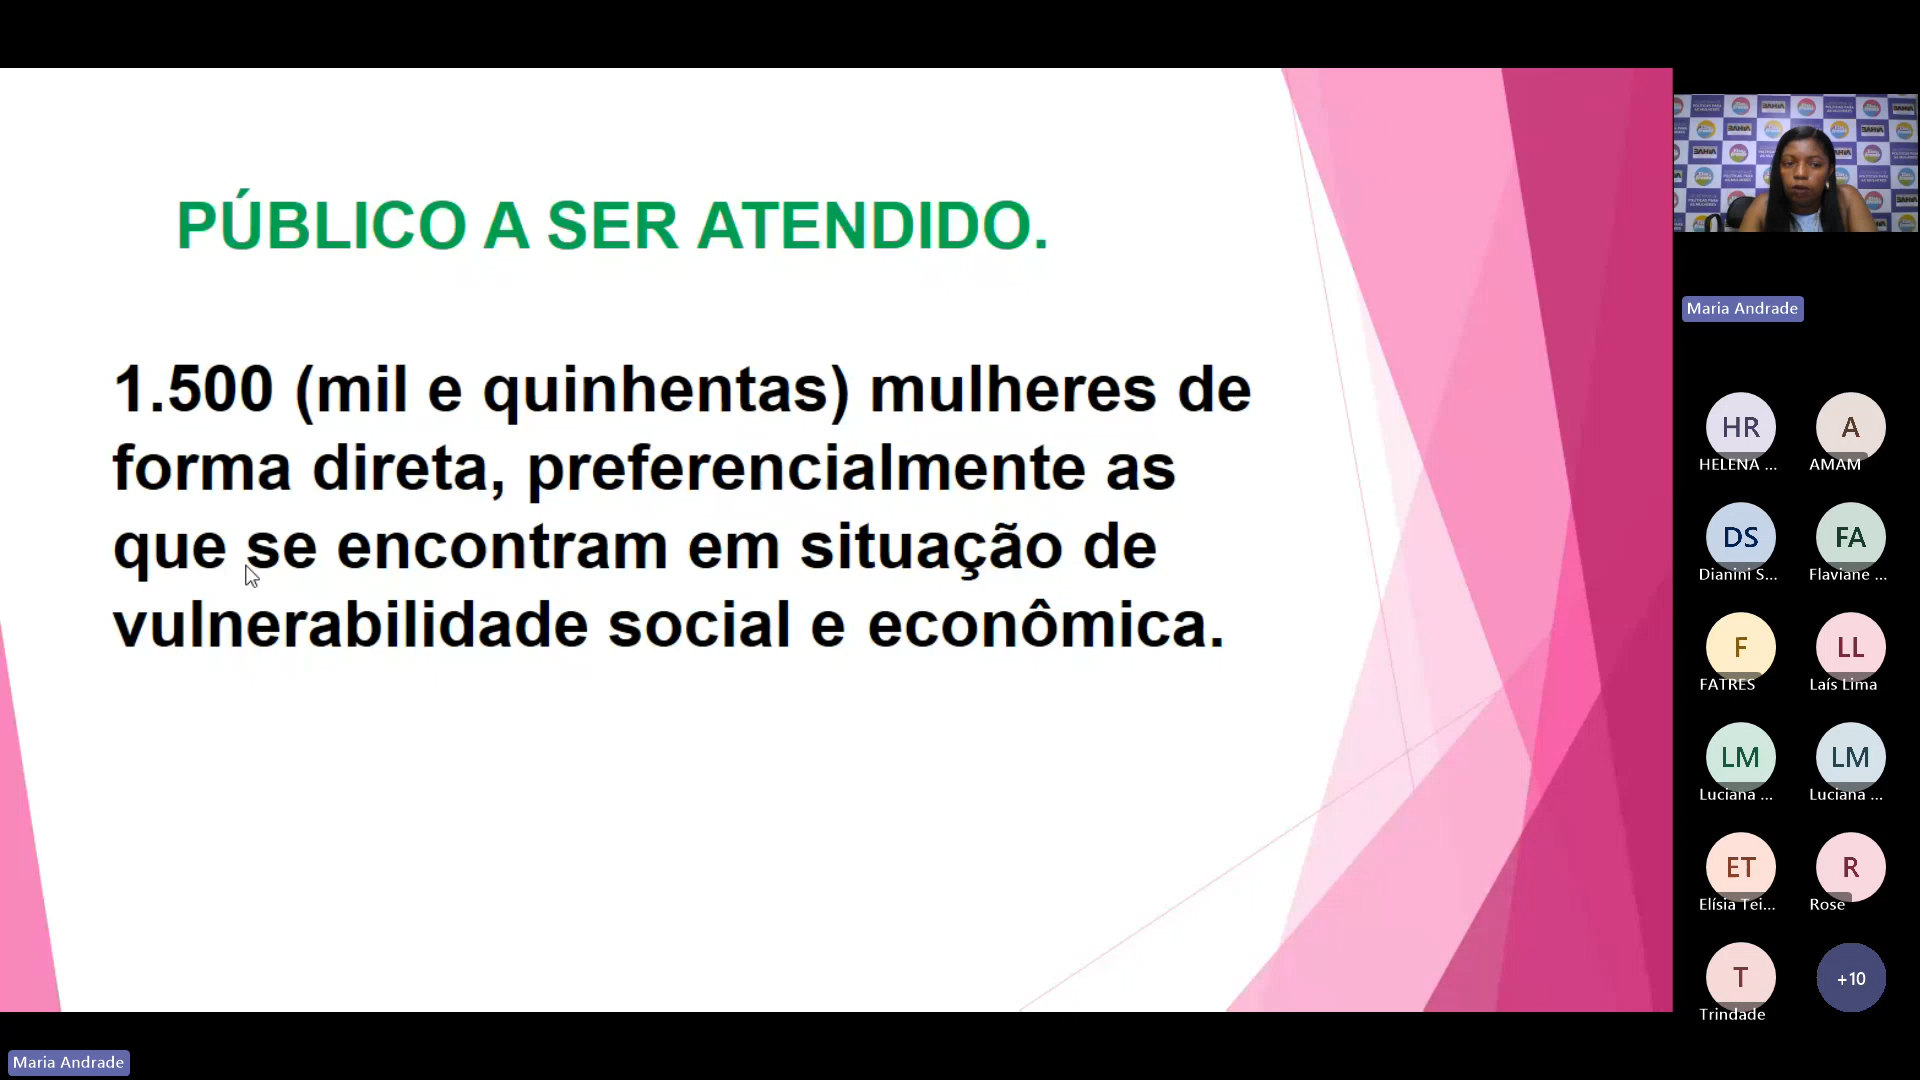 PÚBLICO A SER ATENDIDO.
1.500 (mil e quinhentas) mulheres de
forma direta, preferencialmente as
que se encontram em situação de
vulnerabilidade social e econômica.
BAHIA
Maria Andrade
HR
HELENA ...
A
AMAM
DS
Dianini S...
FA
Flaviane ...
F
FATRES
LL
Laís Lima
LM
Luciana ...
LM
Luciana ...
ET
Elísia Tei...
R
Rose
T
Trindade
+10
Maria Andrade